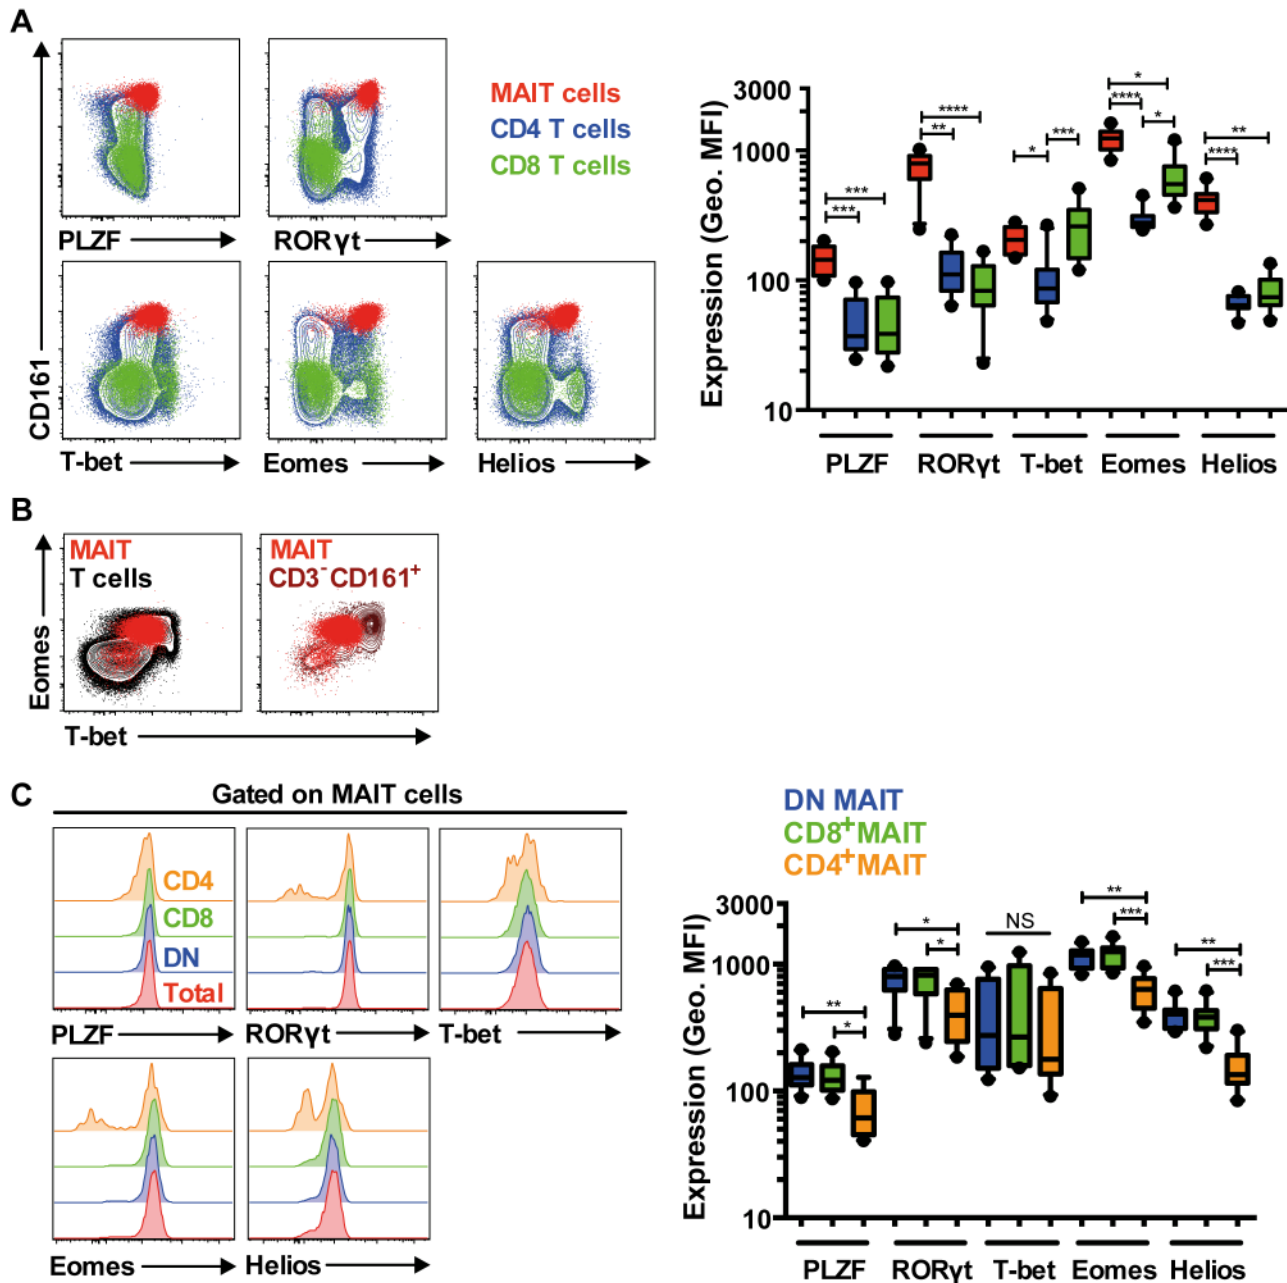 A
MAIT cells
CD4 T cells
CD8 T cells
CD161
PLZF
RORγt
T-bet
Eomes
Helios
Expression (Geo. MFI)
3000
1000
100
10
***
***
**
****
*
***
****
*
*
****
**
PLZF
RORγt
T-bet
Eomes
Helios
B
MAIT
T cells
MAIT
CD3⁻CD161⁺
Eomes
T-bet
C
Gated on MAIT cells
CD4
CD8
DN
Total
PLZF
RORγt
T-bet
Eomes
Helios
DN MAIT
CD8⁺MAIT
CD4⁺MAIT
Expression (Geo. MFI)
3000
1000
100
10
**
*
*
*
NS
**
***
**
***
PLZF
RORγt
T-bet
Eomes
Helios